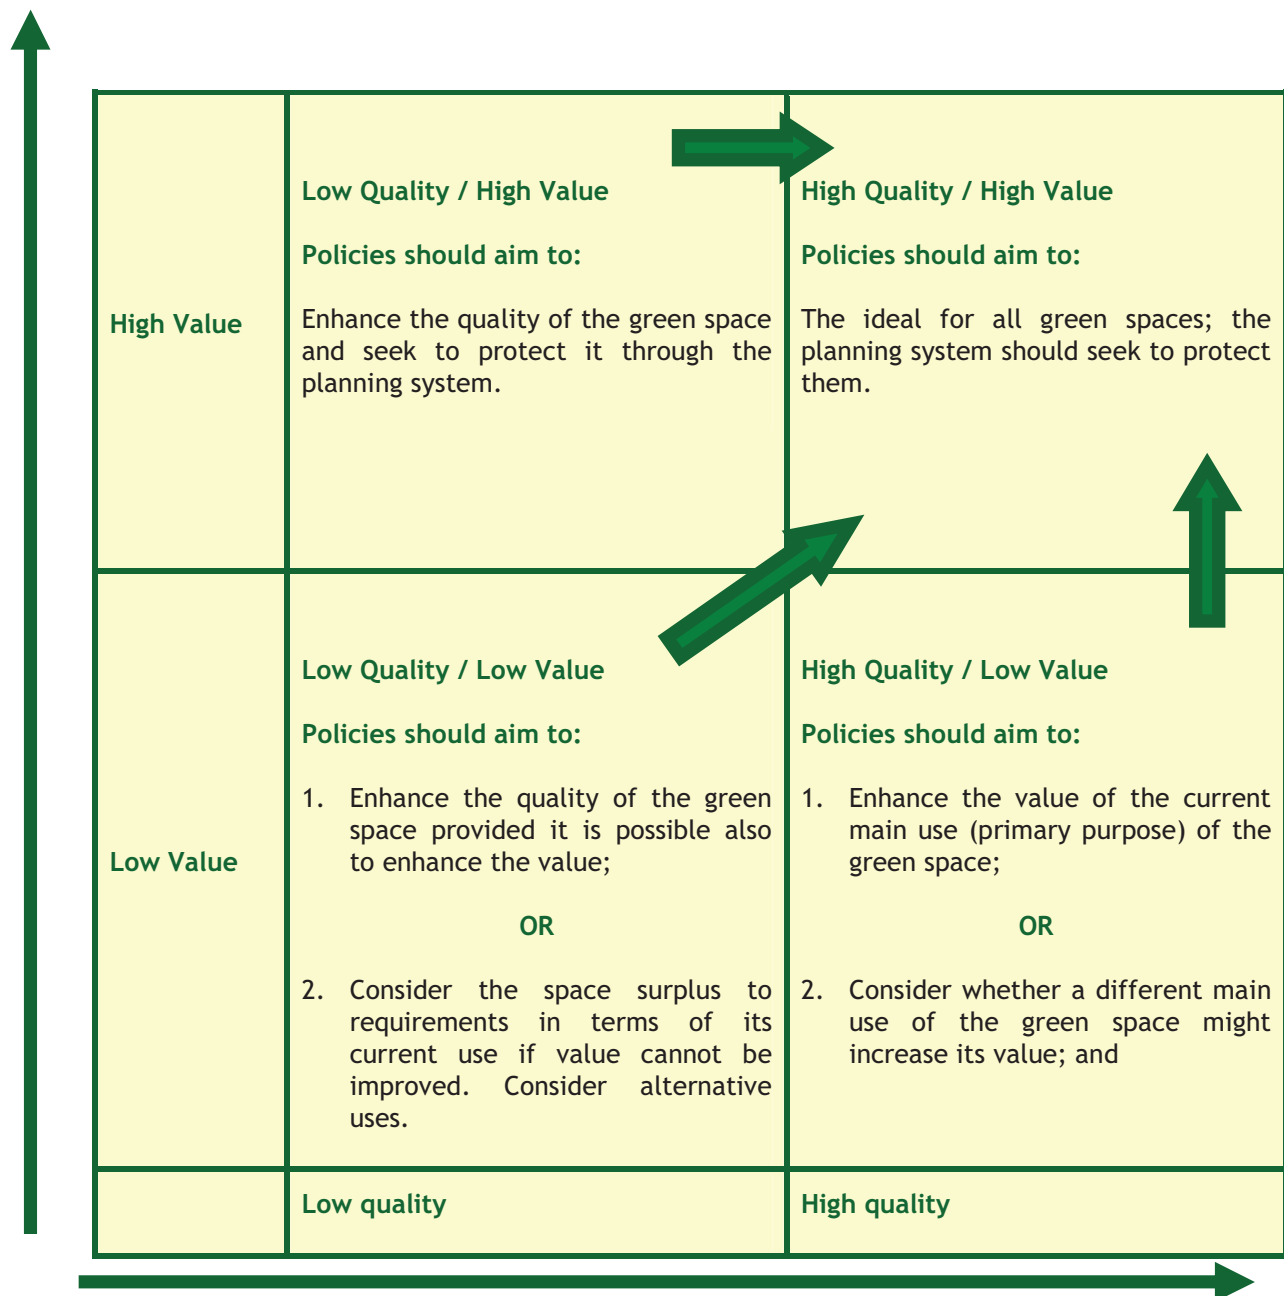 High Value
Low Quality / High Value
Policies should aim to:
Enhance the quality of the green space
and seek to protect it through the
planning system.
High Quality / High Value
Policies should aim to:
The ideal for all green spaces; the
planning system should seek to protect
them.
Low Value
Low Quality / Low Value
Policies should aim to:
1. Enhance the quality of the green
space provided it is possible also
to enhance the value;
OR
2. Consider the space surplus to
requirements in terms of its
current use if value cannot be
improved. Consider alternative
uses.
High Quality / Low Value
Policies should aim to:
1. Enhance the value of the current
main use (primary purpose) of the
green space;
OR
2. Consider whether a different main
use of the green space might
increase its value; and
Low quality
High quality